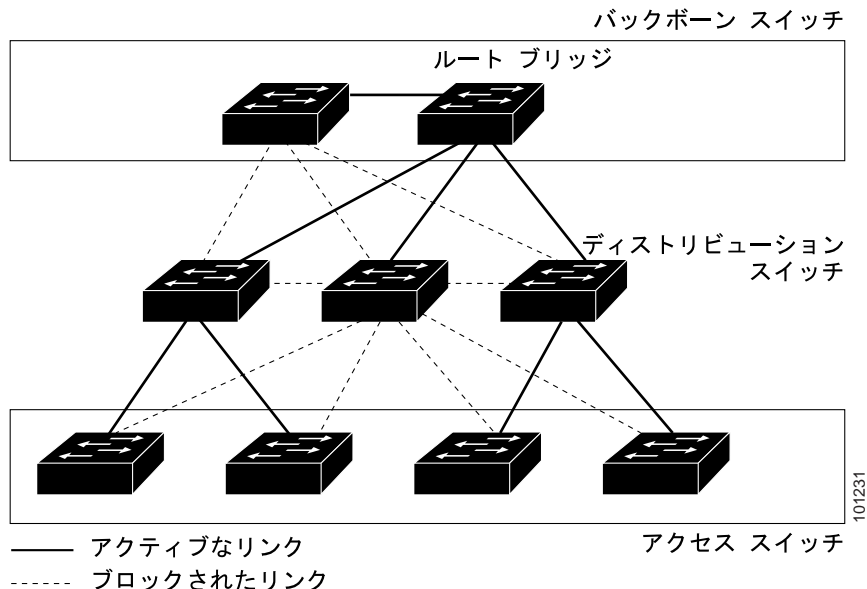 バックボーン スイッチ
ルート ブリッジ
ディストリビューション
スイッチ
101231
アクセス スイッチ
アクティブなリンク
ブロックされたリンク